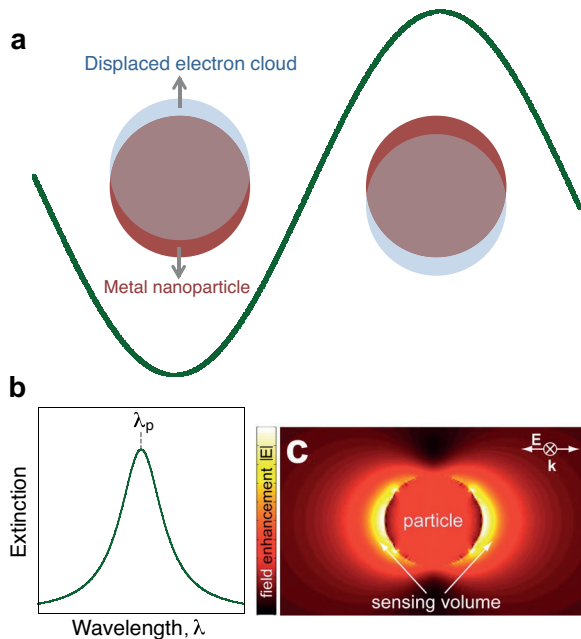 a
Displaced electron cloud
Metal nanoparticle
b
λp
Extinction
Wavelength, λ
field enhancement |E|
c
E
k
particle
sensing volume